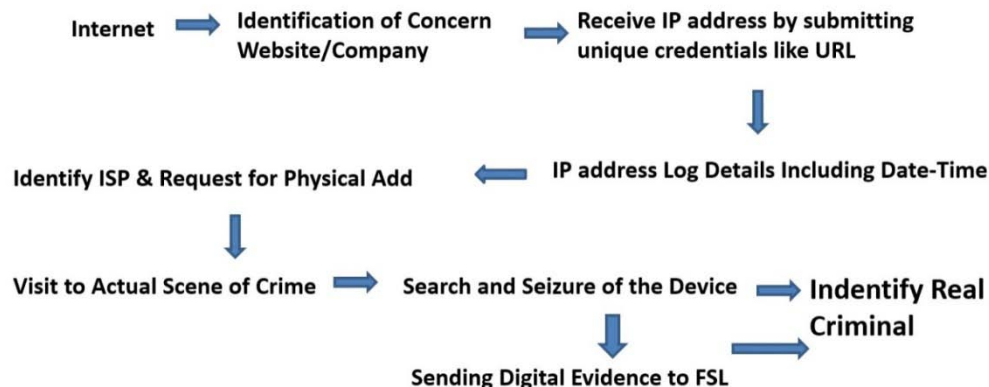 Internet
Identification of Concern
Website/Company
Receive IP address by submitting
unique credentials like URL
IP address Log Details Including Date-Time
Identify ISP & Request for Physical Add
Visit to Actual Scene of Crime
Search and Seizure of the Device
Indentify Real
Criminal
Sending Digital Evidence to FSL